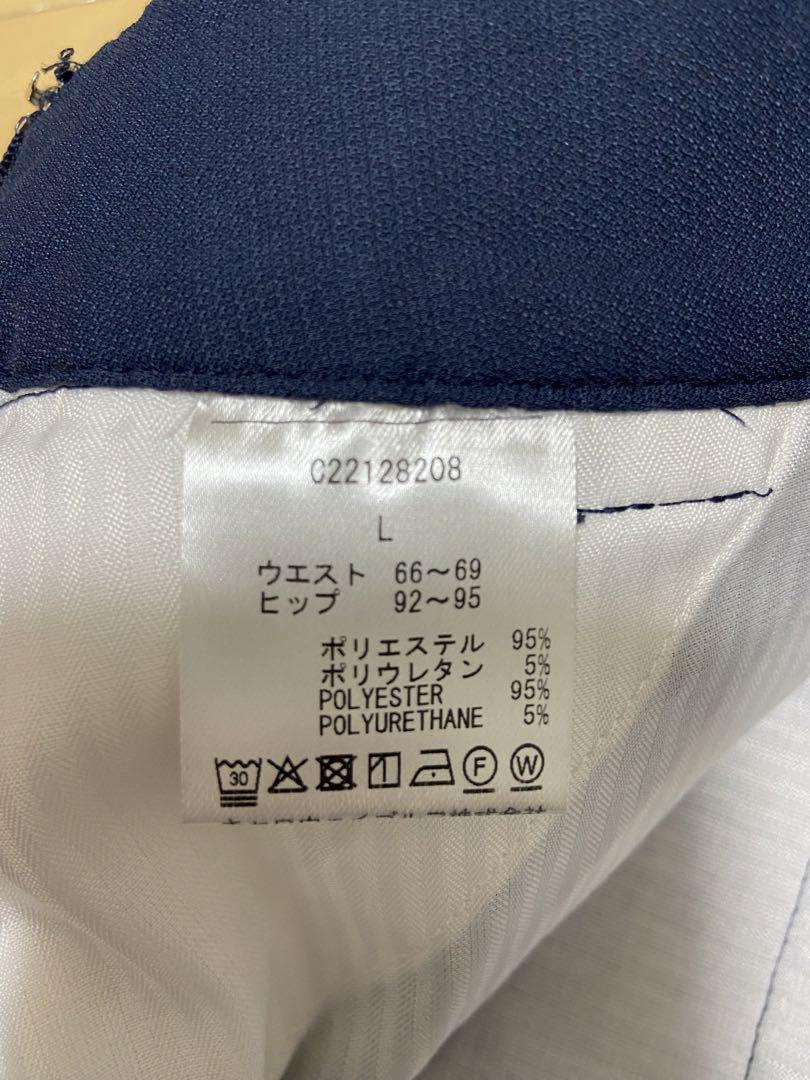 C22128208
L
ウエスト 66～69
ヒップ 92～95
ポリエステル 95%
ポリウレタン 5%
POLYESTER 95%
POLYURETHANE 5%
30
F
W